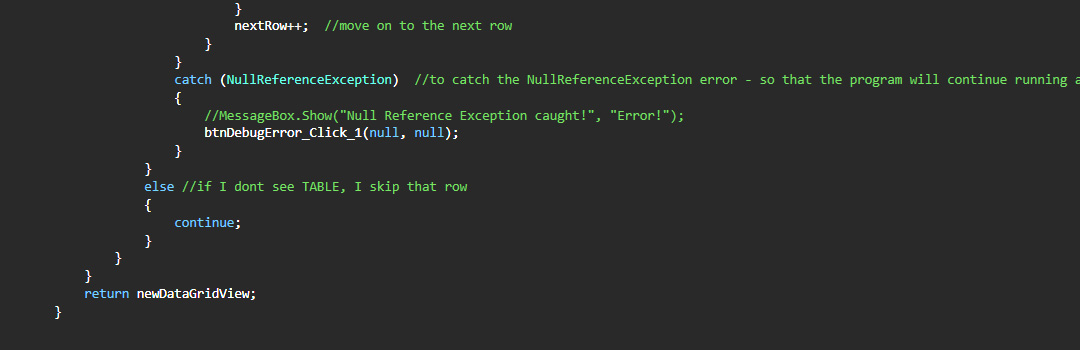 }
nextRow++; //move on to the next row
}
}
catch (NullReferenceException) //to catch the NullReferenceException error - so that the program will continue running a
{
//MessageBox.Show("Null Reference Exception caught!", "Error!");
btnDebugError_Click_1(null, null);
}
}
else //if I dont see TABLE, I skip that row
{
continue;
}
}
}
return newDataGridView;
}